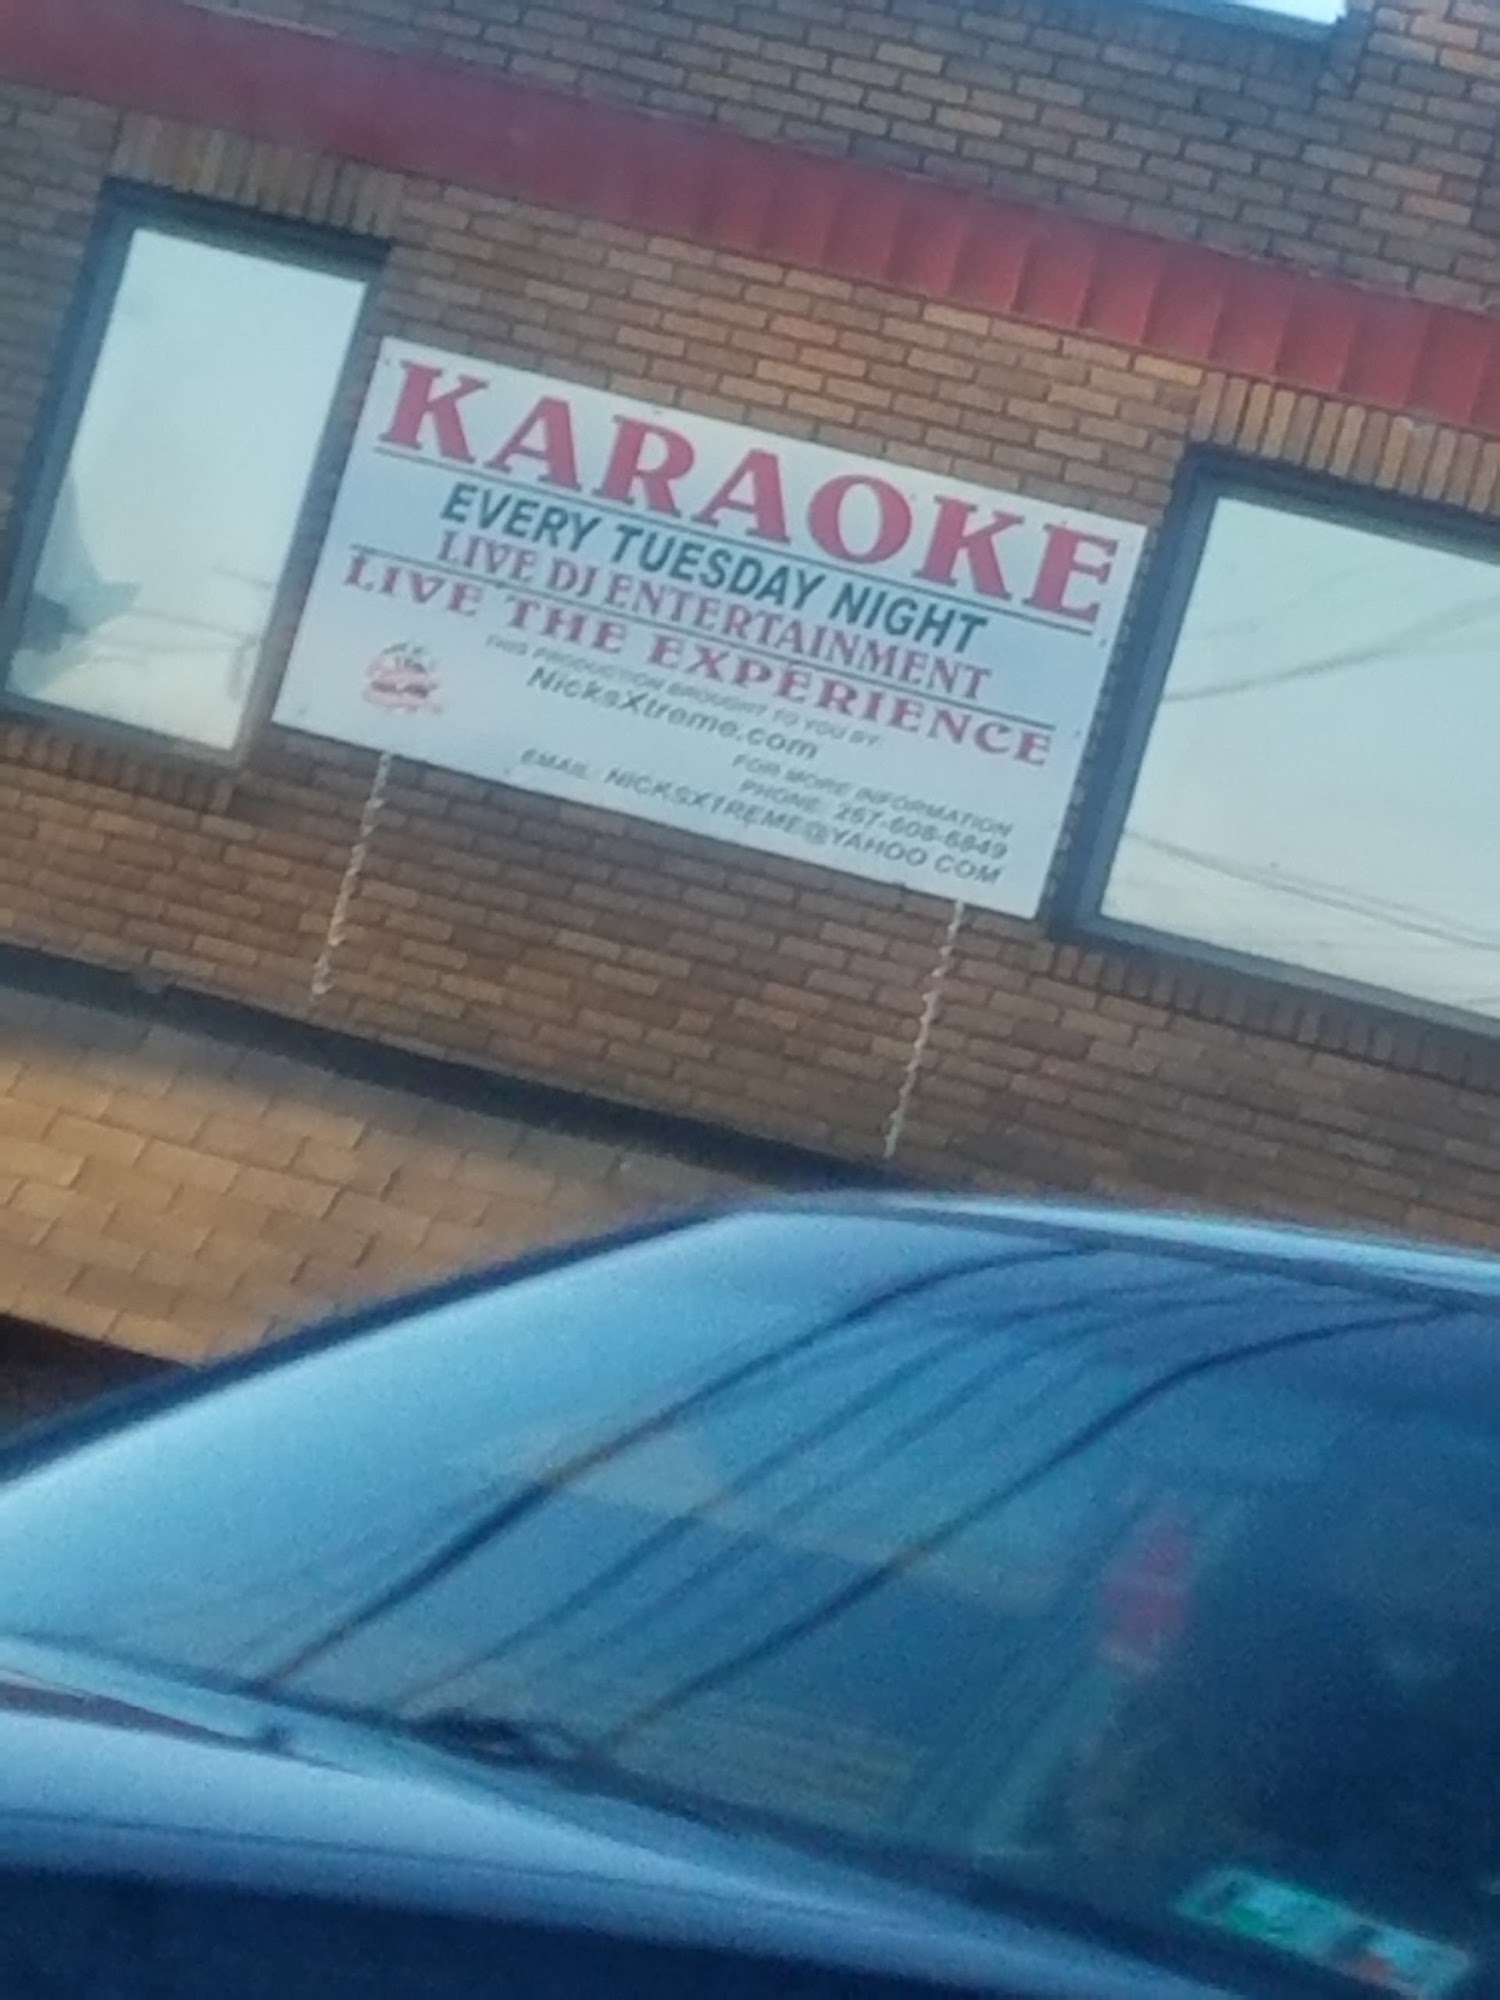 KARAOKE
EVERY TUESDAY NIGHT
LIVE DJ ENTERTAINMENT
LIVE THE EXPERIENCE
THIS PRODUCTION BROUGHT TO YOU BY:
NicksXtreme.com
FOR MORE INFORMATION
PHONE: 267-608-6849
EMAIL: NICKSX1REME@YAHOO.COM